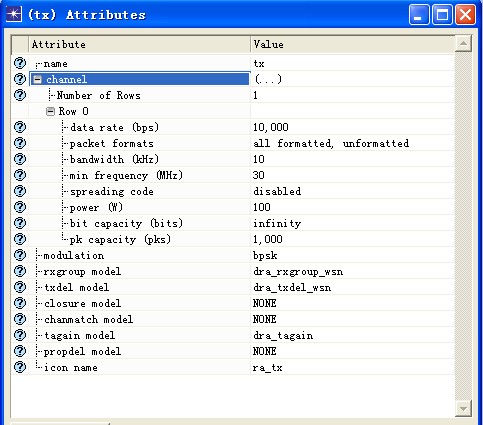 (tx) Attributes
Attribute Value
name tx
channel (...)
Number of Rows 1
Row 0
data rate (bps) 10,000
packet formats all formatted, unformatted
bandwidth (kHz) 10
min frequency (MHz) 30
spreading code disabled
power (W) 100
bit capacity (bits) infinity
pk capacity (pks) 1,000
modulation bpsk
rxgroup model dra_rxgroup_wsn
txdel model dra_txdel_wsn
closure model NONE
chanmatch model NONE
tagain model dra_tagain
propdel model NONE
icon name ra_tx